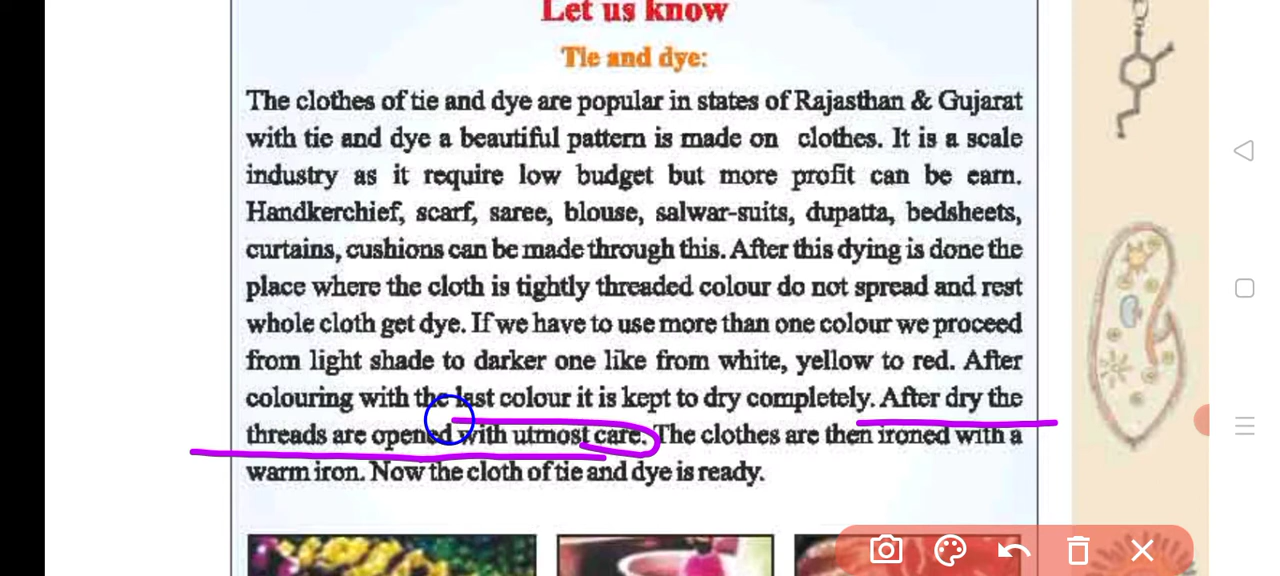 Let us know
Tie and dye:
The clothes of tie and dye are popular in states of Rajasthan & Gujarat
with tie and dye a beautiful pattern is made on clothes. It is a scale
industry as it require low budget but more profit can be earn.
Handkerchief, scarf, saree, blouse, salwar-suits, dupatta, bedsheets,
curtains, cushions can be made through this. After this dying is done the
place where the cloth is tightly threaded colour do not spread and rest
whole cloth get dye. If we have to use more than one colour we proceed
from light shade to darker one like from white, yellow to red. After
colouring with the last colour it is kept to dry completely. After dry the
threads are opened with utmost care. The clothes are then ironed with a
warm iron. Now the cloth of tie and dye is ready.